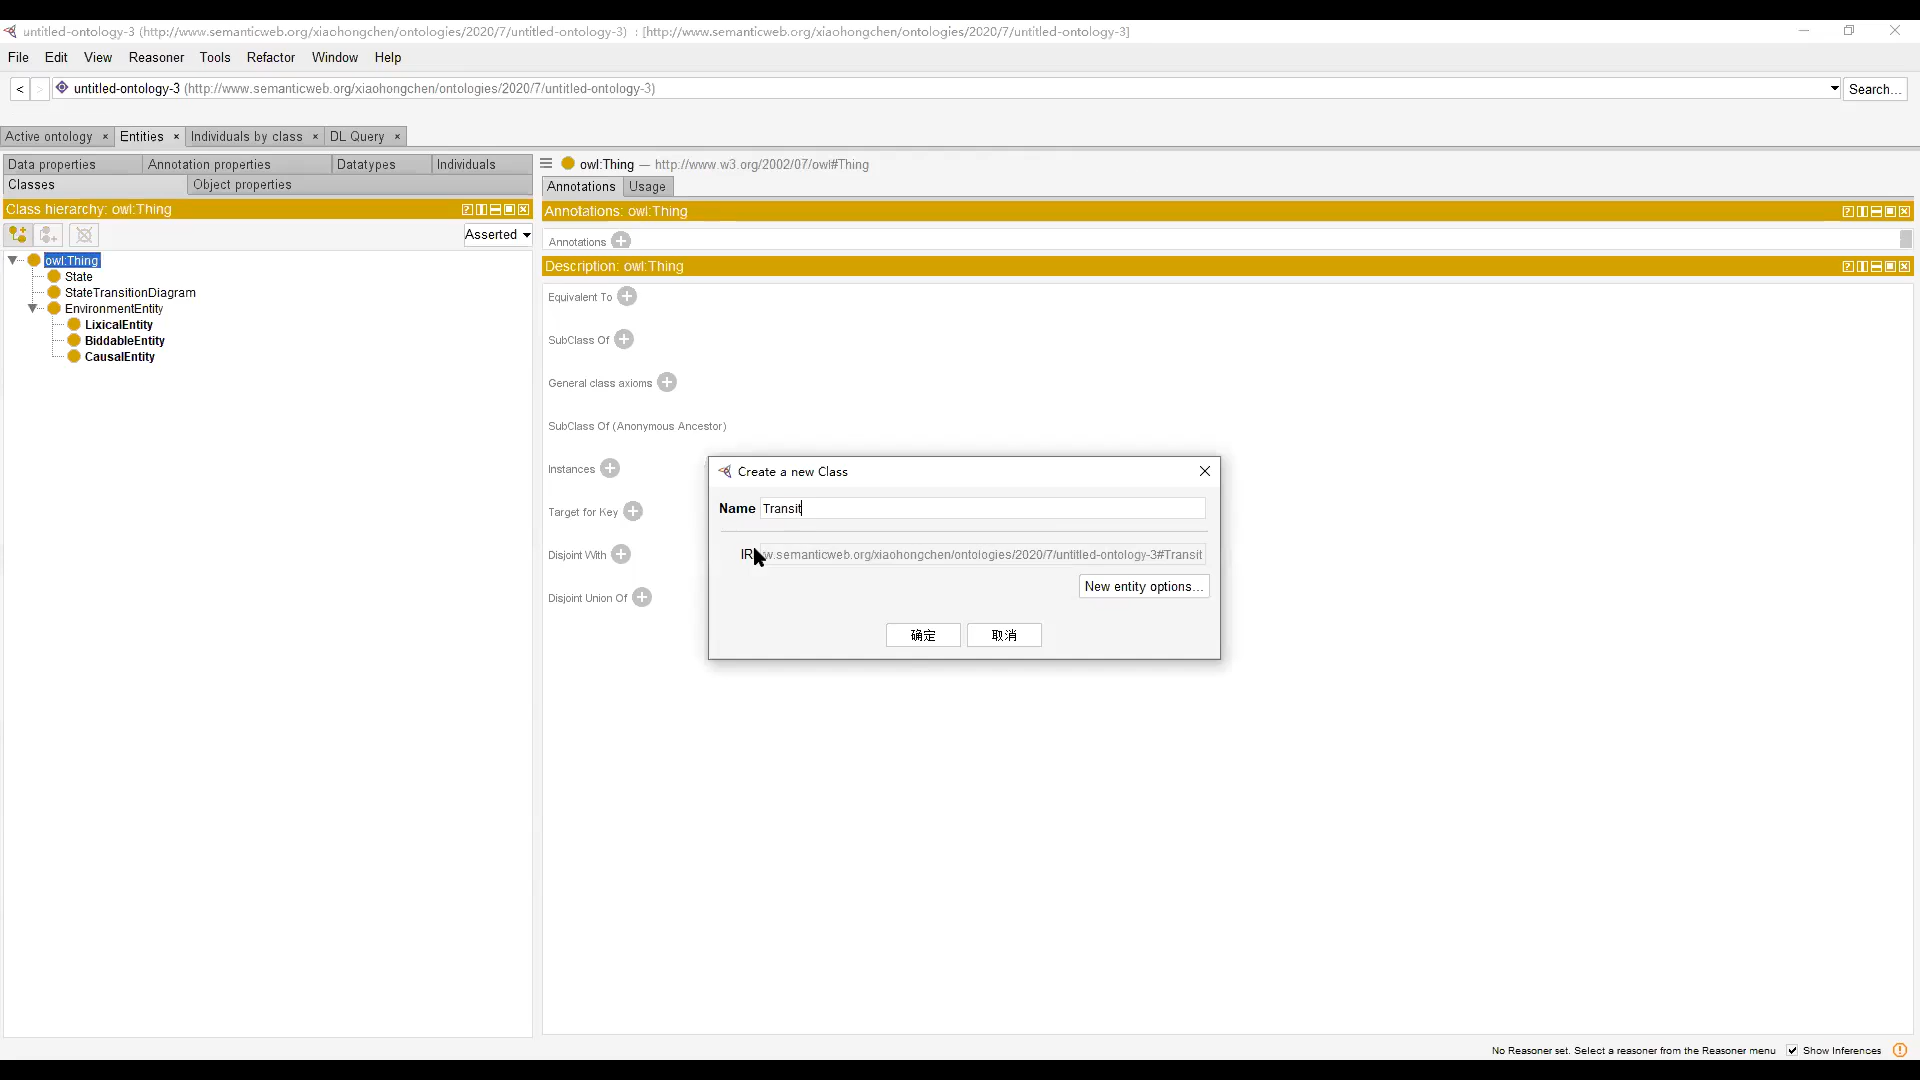 untitled-ontology-3 (http://www.semanticweb.org/xiaohongchen/ontologies/2020/7/untitled-ontology-3) : [http://www.semanticweb.org/xiaohongchen/ontologies/2020/7/untitled-ontology-3]
File Edit View Reasoner Tools Refactor Window Help
< > untitled-ontology-3 (http://www.semanticweb.org/xiaohongchen/ontologies/2020/7/untitled-ontology-3) Search...
Active ontology × Entities × Individuals by class × DL Query ×
Data properties Annotation properties Datatypes Individuals
Classes Object properties
Class hierarchy: owl:Thing
Asserted
owl:Thing
State
StateTransitionDiagram
EnvironmentEntity
LixicalEntity
BiddableEntity
CausalEntity
owl:Thing — http://www.w3.org/2002/07/owl#Thing
Annotations Usage
Annotations: owl:Thing
Annotations
Description: owl:Thing
Equivalent To
SubClass Of
General class axioms
SubClass Of (Anonymous Ancestor)
Instances
Target for Key
Disjoint With
Disjoint Union Of
Create a new Class
Name Transit
IR w.semanticweb.org/xiaohongchen/ontologies/2020/7/untitled-ontology-3#Transit
New entity options...
确定 取消
No Reasoner set. Select a reasoner from the Reasoner menu Show Inferences